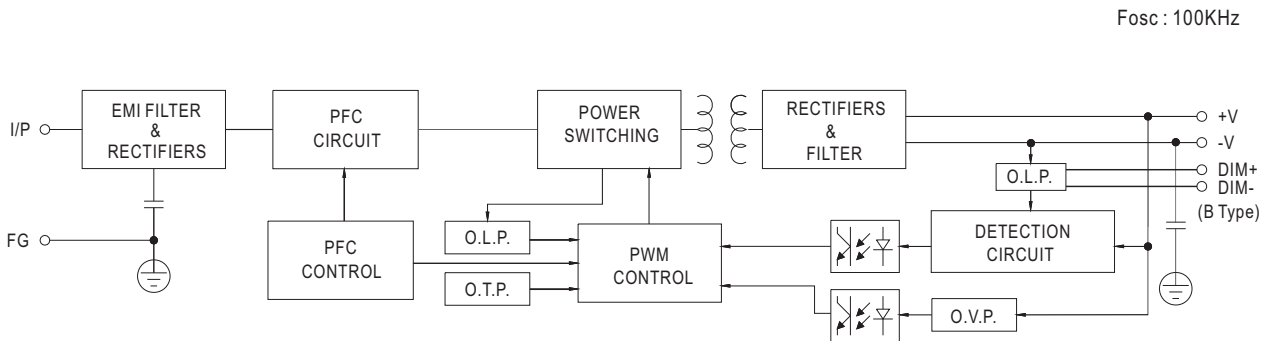 Fosc : 100KHz
I/P
EMI FILTER
&
RECTIFIERS
PFC
CIRCUIT
POWER
SWITCHING
RECTIFIERS
&
FILTER
+V
-V
DIM+
DIM-
(B Type)
O.L.P.
FG
PFC
CONTROL
O.L.P.
O.T.P.
PWM
CONTROL
DETECTION
CIRCUIT
O.V.P.